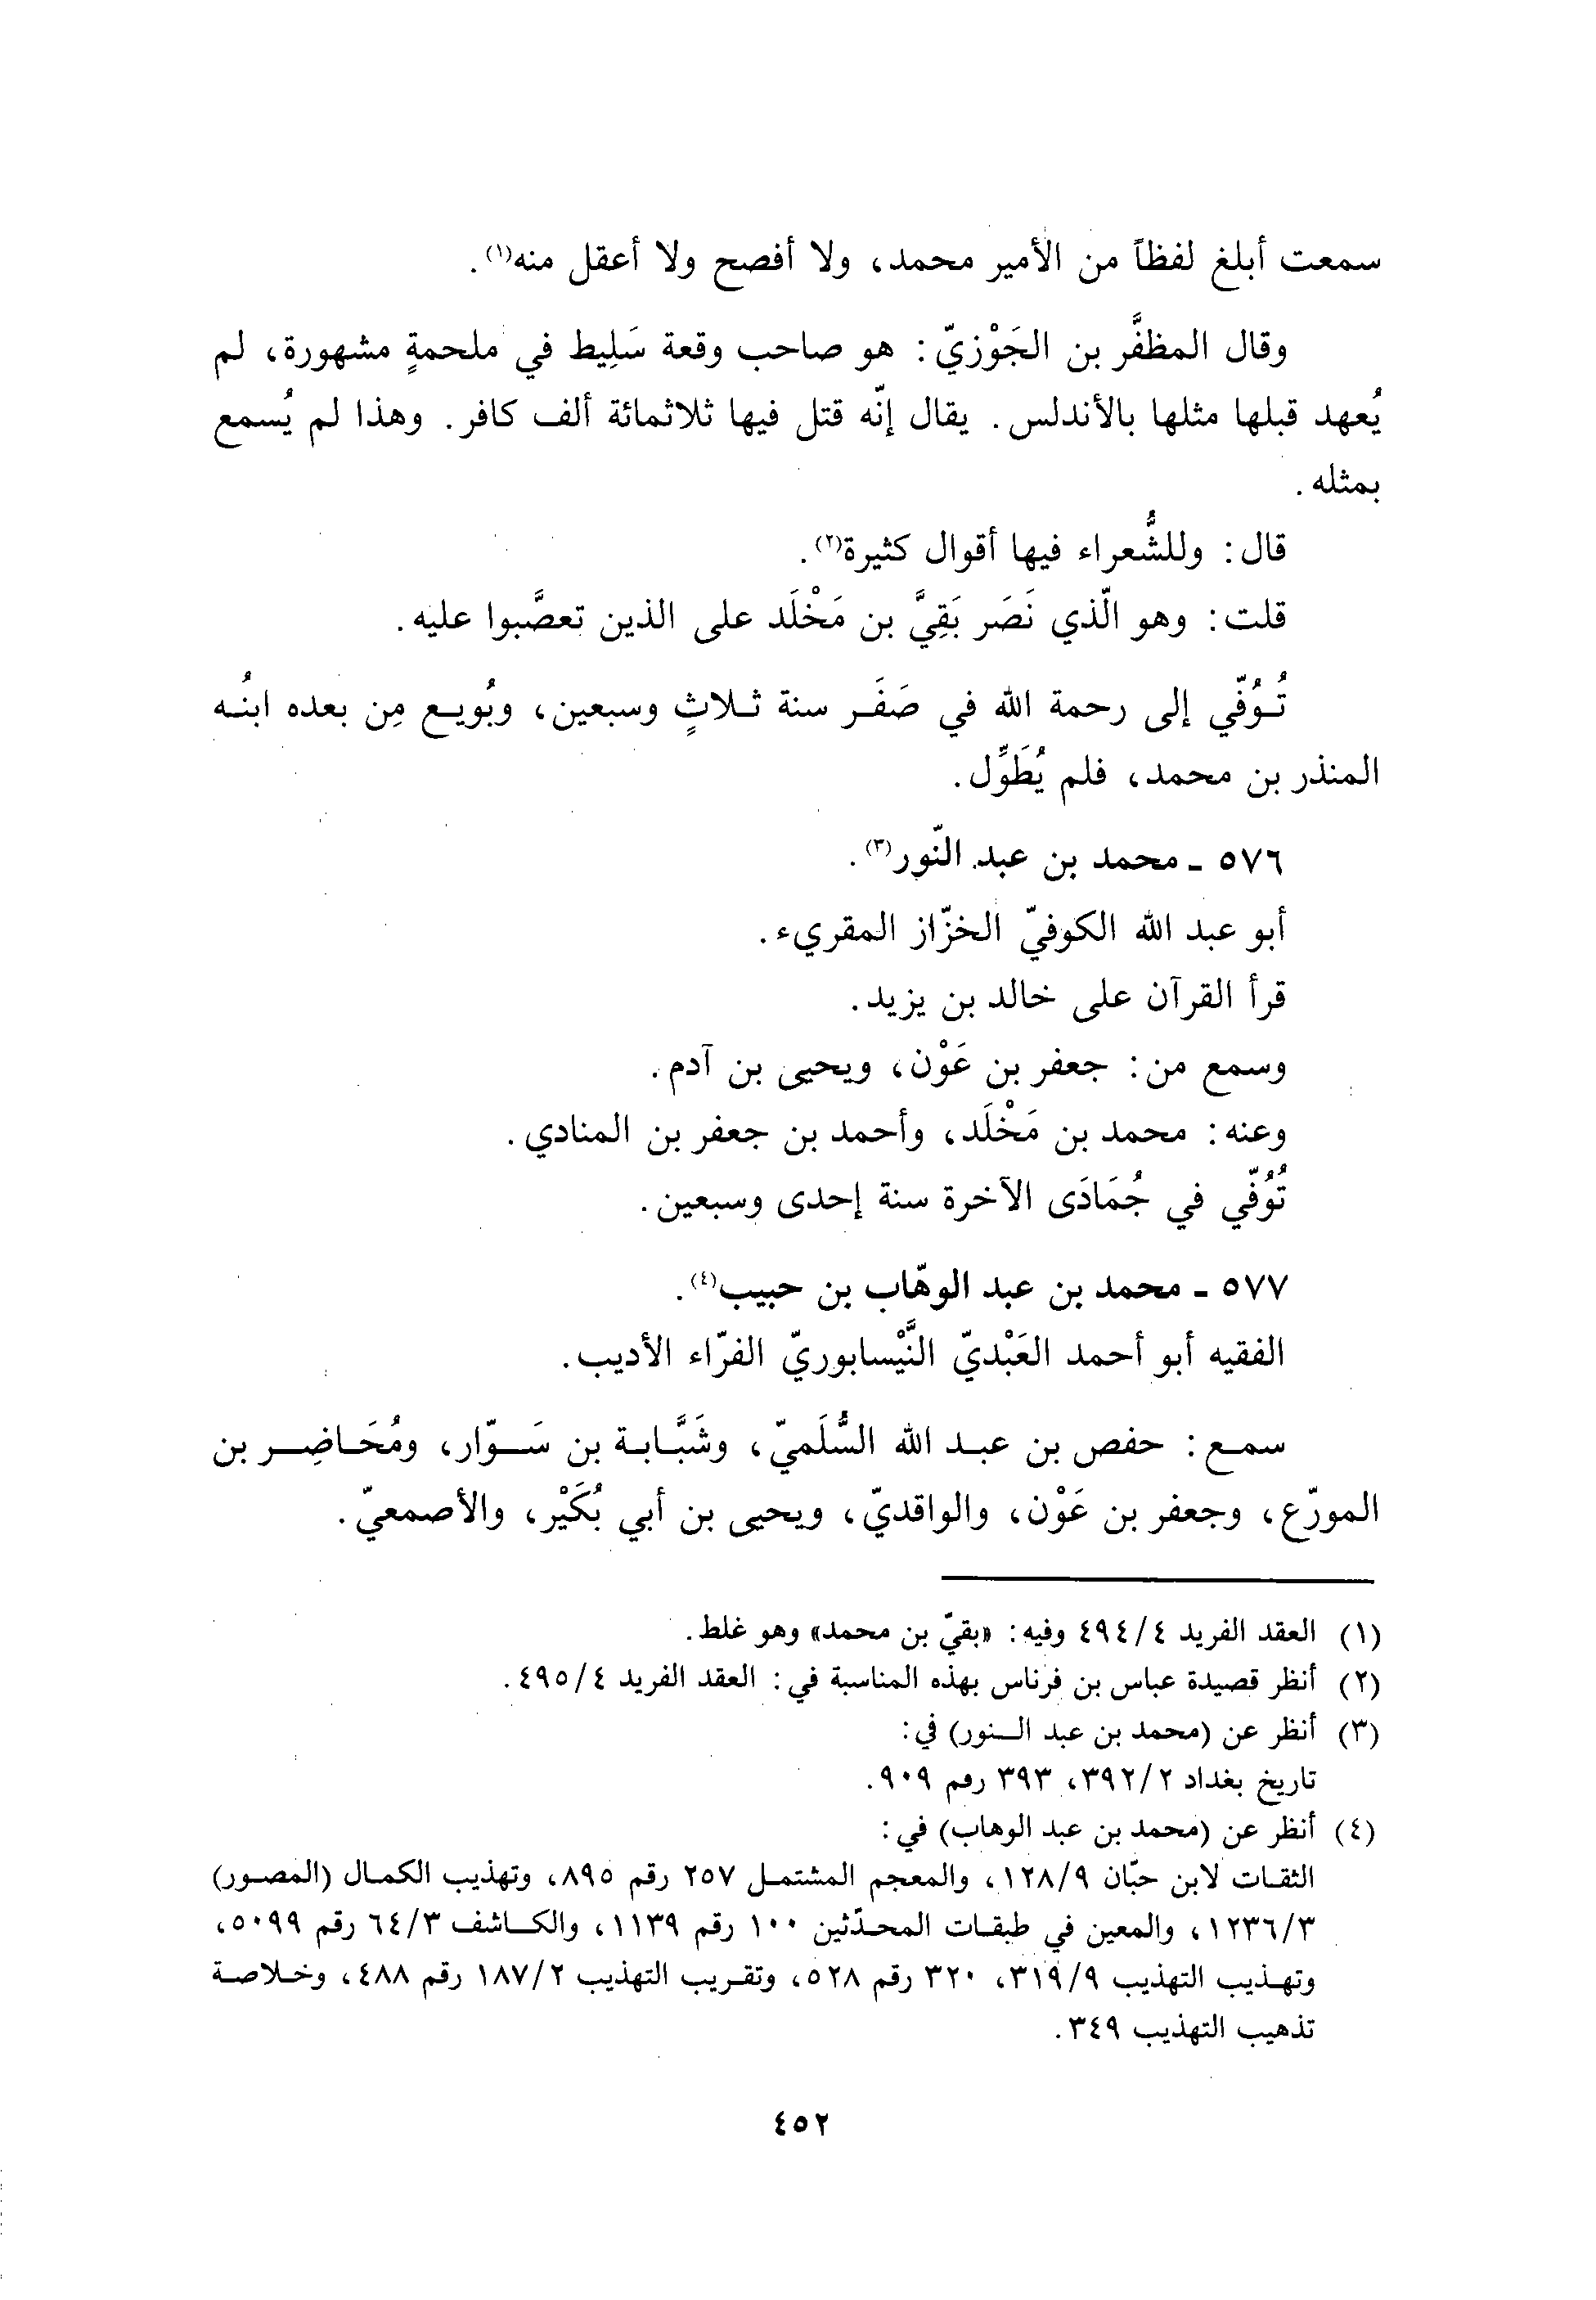 سمعت أبلغ لفظاً من الأمير محمد، ولا أفصح ولا أعقل منه(١).
وقال المظفَّر بن الجَوْزيّ: هو صاحب وقعة سَلِيط في ملحمةٍ مشهورة، لم
يُعهد قبلها مثلها بالأندلس. يقال إنّه قتل فيها ثلاثمائة ألف كافر. وهذا لم يُسمع
بمثله.
قال: وللشُّعراء فيها أقوال كثيرة(٢).
قلت: وهو الّذي نَصَر بَقِيَّ بن مَخْلَد على الذين تعصَّبوا عليه.
تُوُفّي إلى رحمة الله في صَفَر سنة ثلاثٍ وسبعين، وبُويع مِن بعده ابنُه
المنذر بن محمد، فلم يُطَوِّل.
٥٧٦ ـ محمد بن عبد النّور(٣).
أبو عبد الله الكوفيّ الخزّاز المقريء.
قرأ القرآن على خالد بن يزيد.
وسمع من: جعفر بن عَوْن، ويحيى بن آدم.
وعنه: محمد بن مَخْلَد، وأحمد بن جعفر بن المنادي.
تُوُفّي في جُمَادَى الآخرة سنة إحدى وسبعين.
٥٧٧ ـ محمد بن عبد الوهّاب بن حبيب(٤).
الفقيه أبو أحمد العَبْديّ النَّيْسابوريّ الفرّاء الأديب.
سمع: حفص بن عبد الله السُّلَميّ، وشَبَّابة بن سَوّار، ومُحَاضِر بن
المورّع، وجعفر بن عَوْن، والواقديّ، ويحيى بن أبي بُكَيْر، والأصمعيّ.
(١) العقد الفريد ٤٩٤/٤ وفيه: «بقيّ بن محمد» وهو غلط.
(٢) أنظر قصيدة عباس بن فرناس بهذه المناسبة في: العقد الفريد ٤٩٥/٤.
(٣) أنظر عن (محمد بن عبد النور) في:
تاريخ بغداد ٣٩٢/٢، ٣٩٣ رقم ٩٠٩.
(٤) أنظر عن (محمد بن عبد الوهاب) في:
الثقات لابن حبّان ١٢٨/٩، والمعجم المشتمل ٢٥٧ رقم ٨٩٥، وتهذيب الكمال (المصور)
١٢٣٦/٣، والمعين في طبقات المحدّثين ١٠٠ رقم ١١٣٩، والكاشف ٦٤/٣ رقم ٥٠٩٩،
وتهذيب التهذيب ٣١٩/٩، ٣٢٠ رقم ٥٢٨، وتقريب التهذيب ١٨٧/٢ رقم ٤٨٨، وخلاصة
تذهيب التهذيب ٣٤٩.
٤٥٢